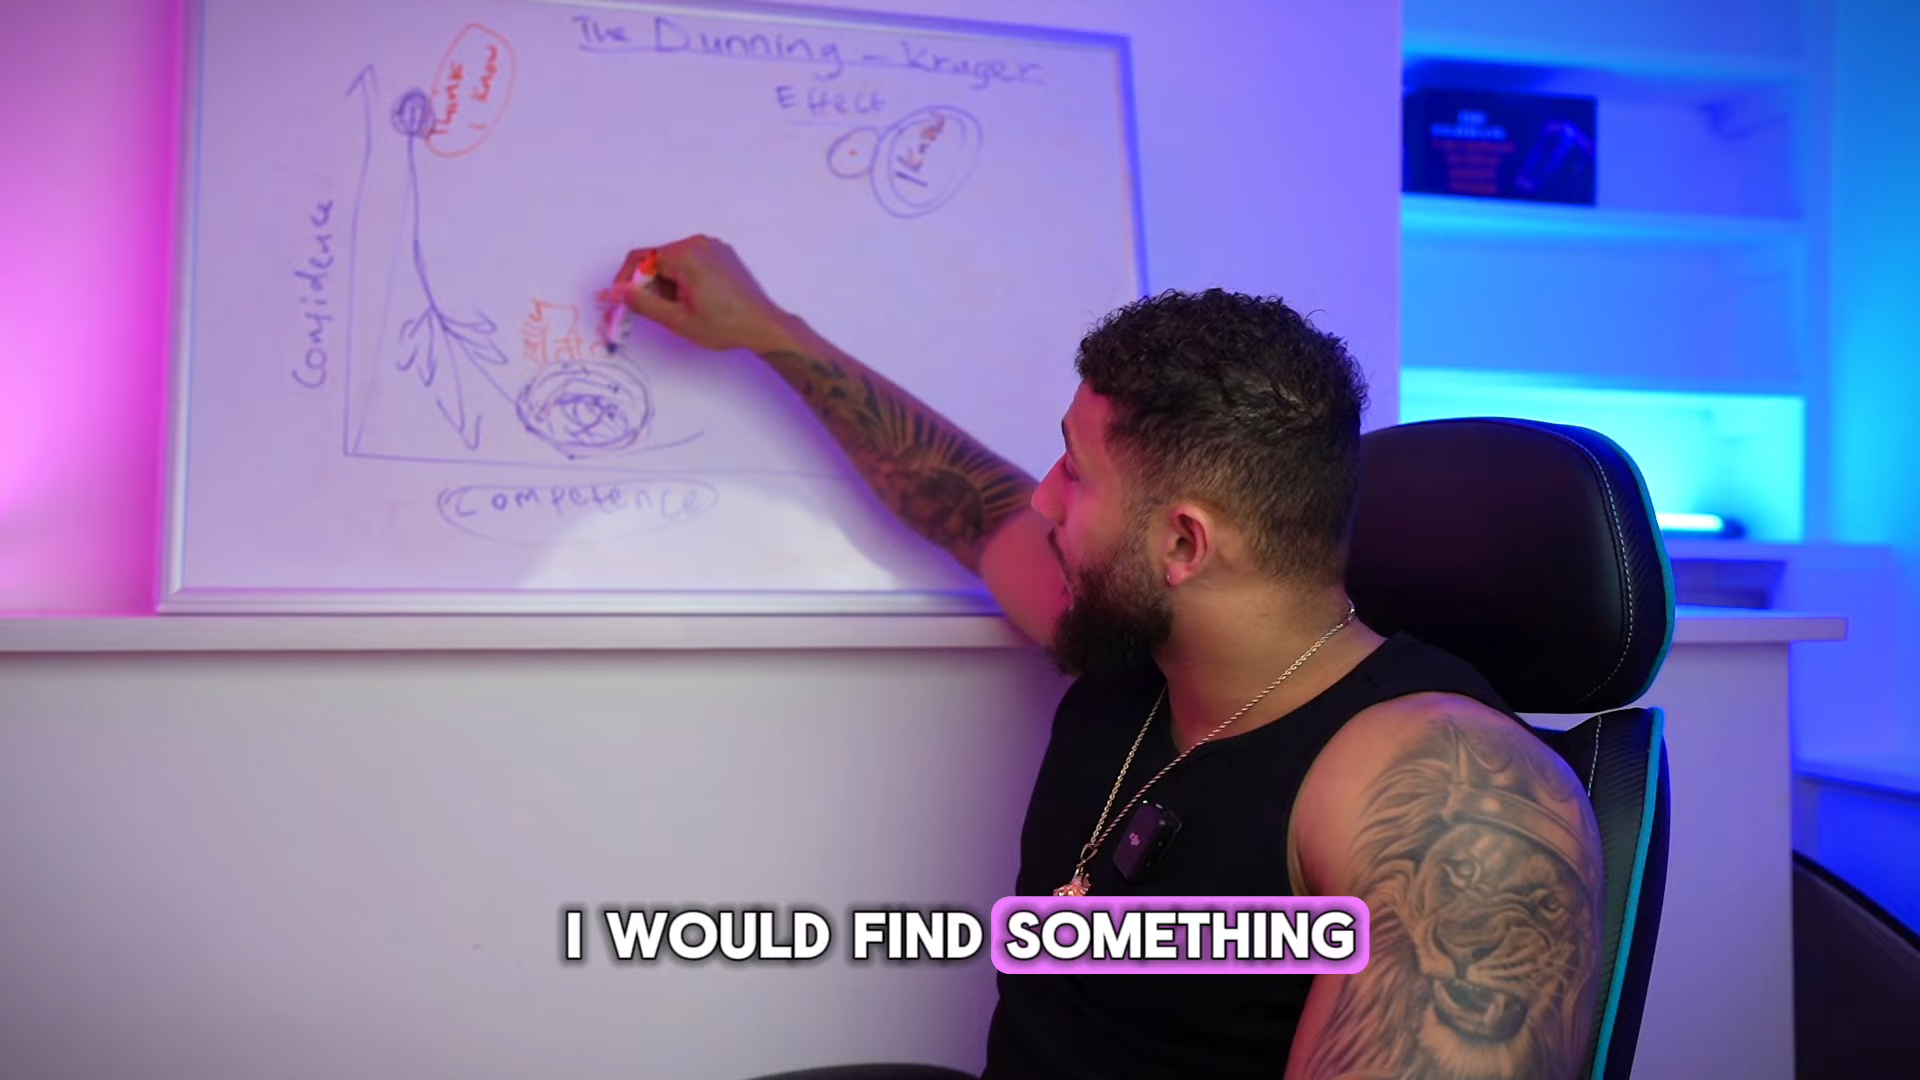 The Dunning - Kruger
Effect
Think
I Know
I Know
Confidence
Competence
I WOULD FIND SOMETHING